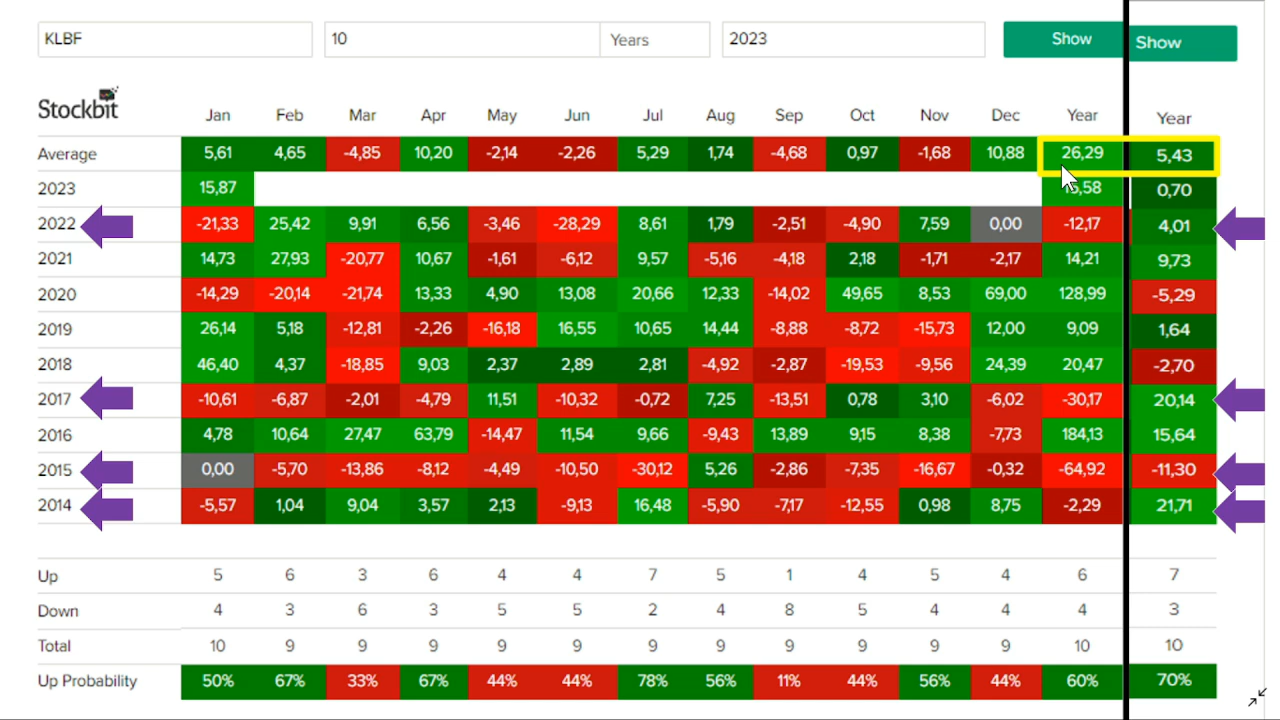 KLBF 10 Years 2023 Show Show
Stockbit Jan Feb Mar Apr May Jun Jul Aug Sep Oct Nov Dec Year Year
Average 5,61 4,65 -4,85 10,20 -2,14 -2,26 5,29 1,74 -4,68 0,97 -1,68 10,88 26,29 5,43
2023 15,87 ,58 0,70
2022 -21,33 25,42 9,91 6,56 -3,46 -28,29 8,61 1,79 -2,51 -4,90 7,59 0,00 -12,17 4,01
2021 14,73 27,93 -20,77 10,67 -1,61 -6,12 9,57 -5,16 -4,18 2,18 -1,71 -2,17 14,21 9,73
2020 -14,29 -20,14 -21,74 13,33 4,90 13,08 20,66 12,33 -14,02 49,65 8,53 69,00 128,99 -5,29
2019 26,14 5,18 -12,81 -2,26 -16,18 16,55 10,65 14,44 -8,88 -8,72 -15,73 12,00 9,09 1,64
2018 46,40 4,37 -18,85 9,03 2,37 2,89 2,81 -4,92 -2,87 -19,53 -9,56 24,39 20,47 -2,70
2017 -10,61 -6,87 -2,01 -4,79 11,51 -10,32 -0,72 7,25 -13,51 0,78 3,10 -6,02 -30,17 20,14
2016 4,78 10,64 27,47 63,79 -14,47 11,54 9,66 -9,43 13,89 9,15 8,38 -7,73 184,13 15,64
2015 0,00 -5,70 -13,86 -8,12 -4,49 -10,50 -30,12 5,26 -2,86 -7,35 -16,67 -0,32 -64,92 -11,30
2014 -5,57 1,04 9,04 3,57 2,13 -9,13 16,48 -5,90 -7,17 -12,55 0,98 8,75 -2,29 21,71
Up 5 6 3 6 4 4 7 5 1 4 5 4 6 7
Down 4 3 6 3 5 5 2 4 8 5 4 4 4 3
Total 10 9 9 9 9 9 9 9 9 9 9 9 10 10
Up Probability 50% 67% 33% 67% 44% 44% 78% 56% 11% 44% 56% 44% 60% 70%